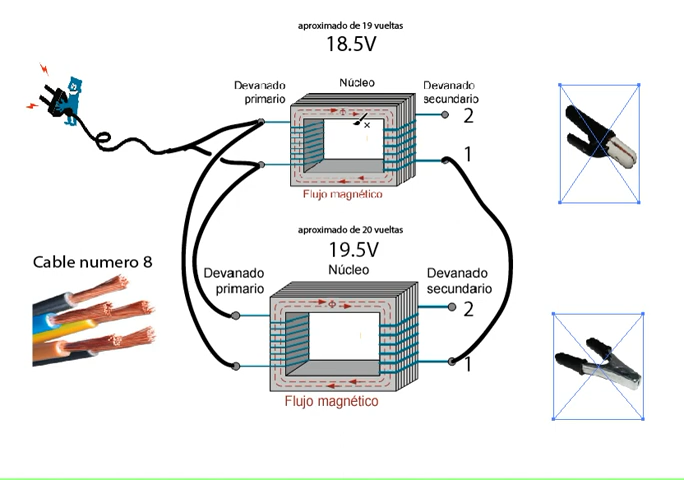 aproximado de 19 vueltas
18.5V
Núcleo
Devanado
primario
Devanado
secundario
2
1
Flujo magnético
aproximado de 20 vueltas
19.5V
Núcleo
Cable numero 8
Devanado
primario
Devanado
secundario
Φ
2
1
Flujo magnético